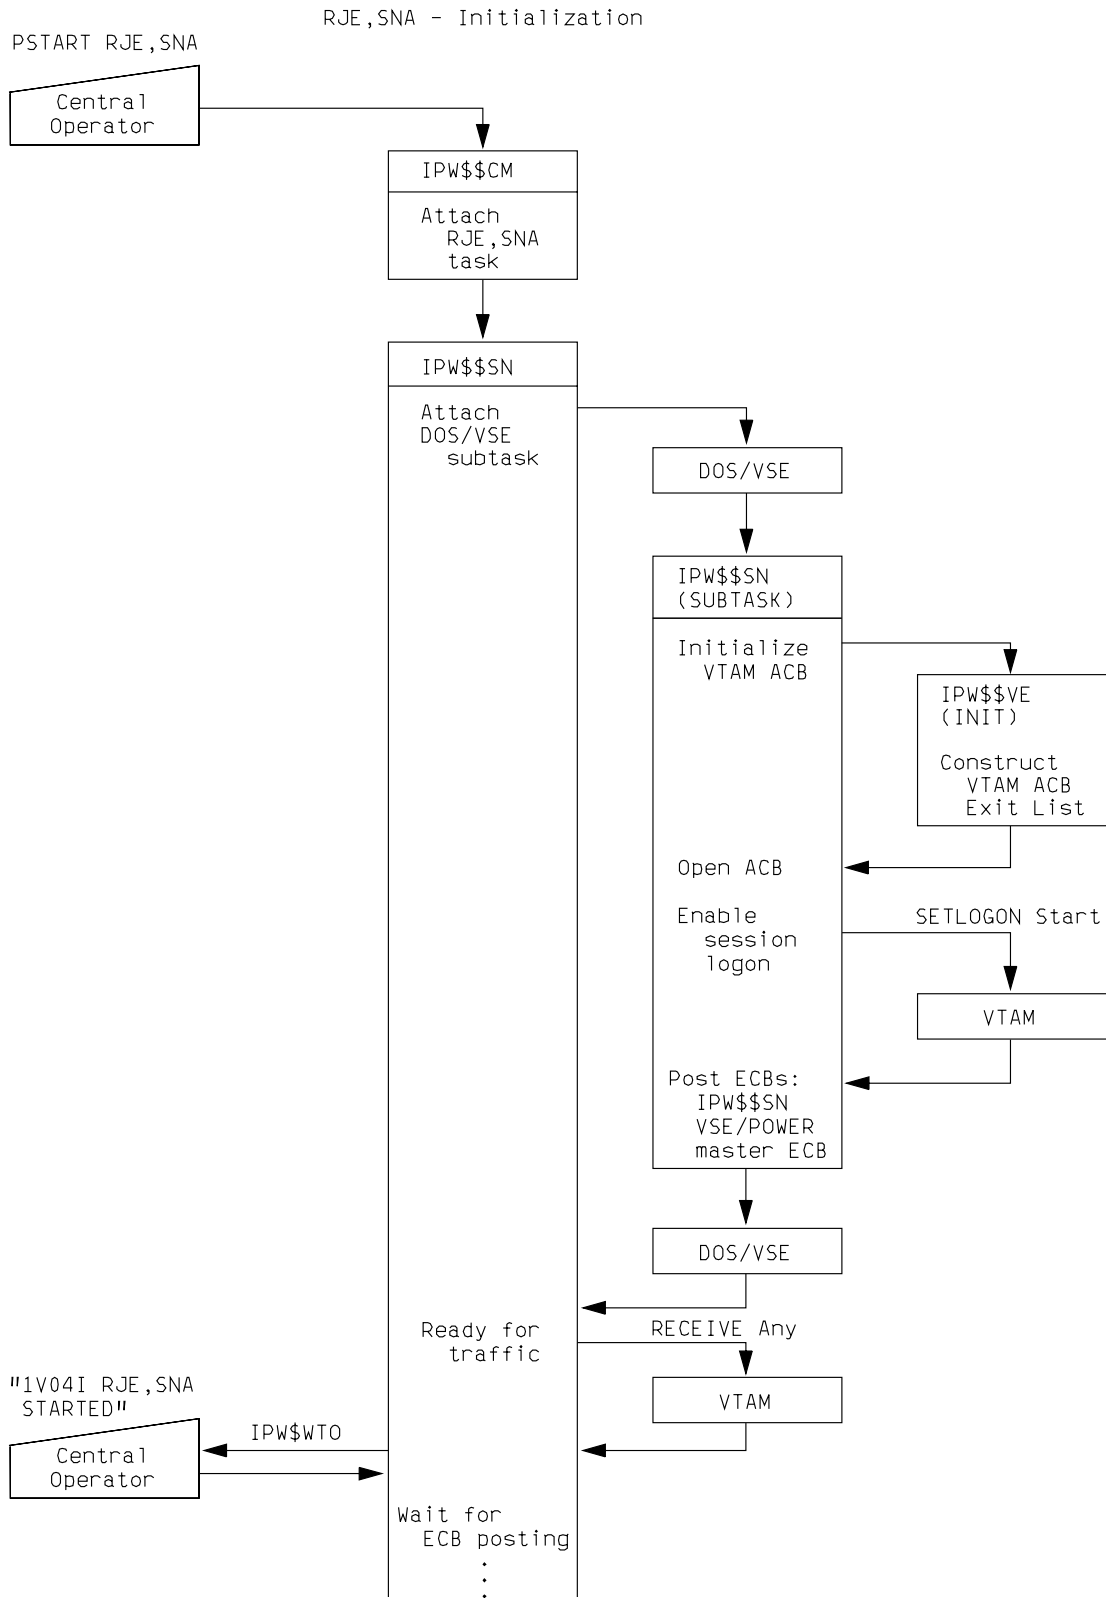 RJE,SNA - Initialization
PSTART RJE,SNA
Central
Operator
IPW$$CM
Attach
RJE,SNA
task
IPW$$SN
Attach
DOS/VSE
subtask
DOS/VSE
IPW$$SN
(SUBTASK)
Initialize
VTAM ACB
IPW$$VE
(INIT)
Construct
VTAM ACB
Exit List
Open ACB
Enable
session
logon
SETLOGON Start
VTAM
Post ECBs:
IPW$$SN
VSE/POWER
master ECB
DOS/VSE
Ready for
traffic
RECEIVE Any
VTAM
"1V04I RJE,SNA
STARTED"
IPW$WTO
Central
Operator
Wait for
ECB posting
.
.
.